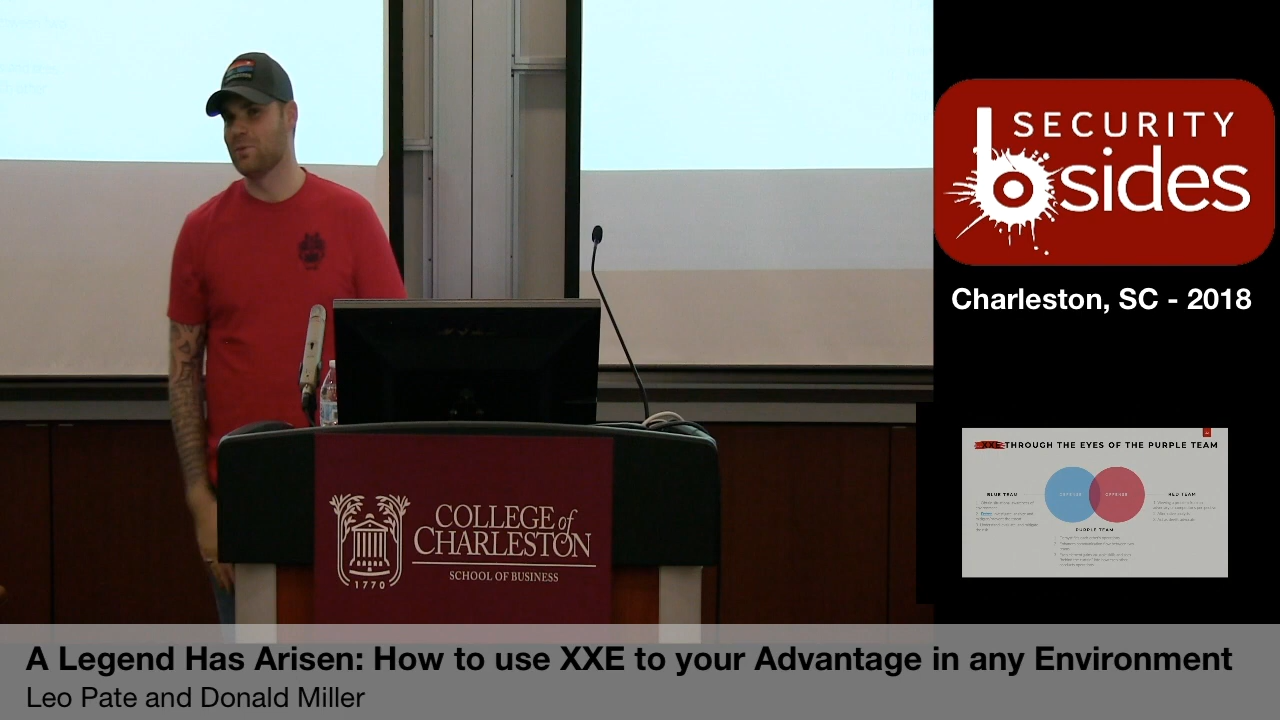 SECURITY
bsides
Charleston, SC - 2018
XXE THROUGH THE EYES OF THE PURPLE TEAM
BLUE TEAM
DEFENSE
OFFENSE
RED TEAM
PURPLE TEAM
COLLEGE of
CHARLESTON
SCHOOL OF BUSINESS
1770
A Legend Has Arisen: How to use XXE to your Advantage in any Environment
Leo Pate and Donald Miller